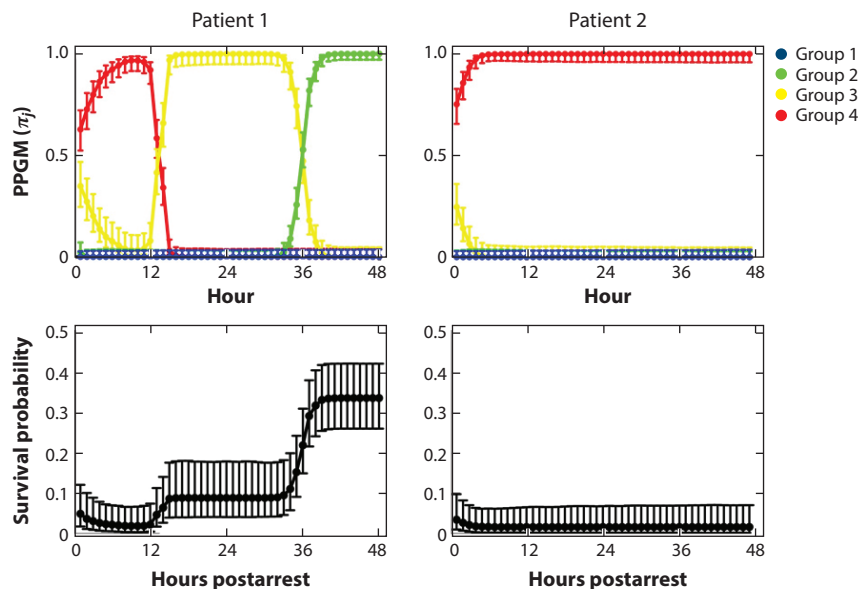 Patient 1
Patient 2
PPGM (πj)
1.0
0.5
0
0 12 24 36 48
Hour
1.0
0.5
0
0 12 24 36 48
Hour
Group 1
Group 2
Group 3
Group 4
Survival probability
0.5
0.4
0.3
0.2
0.1
0
0 12 24 36 48
Hours postarrest
0.5
0.4
0.3
0.2
0.1
0
0 12 24 36 48
Hours postarrest